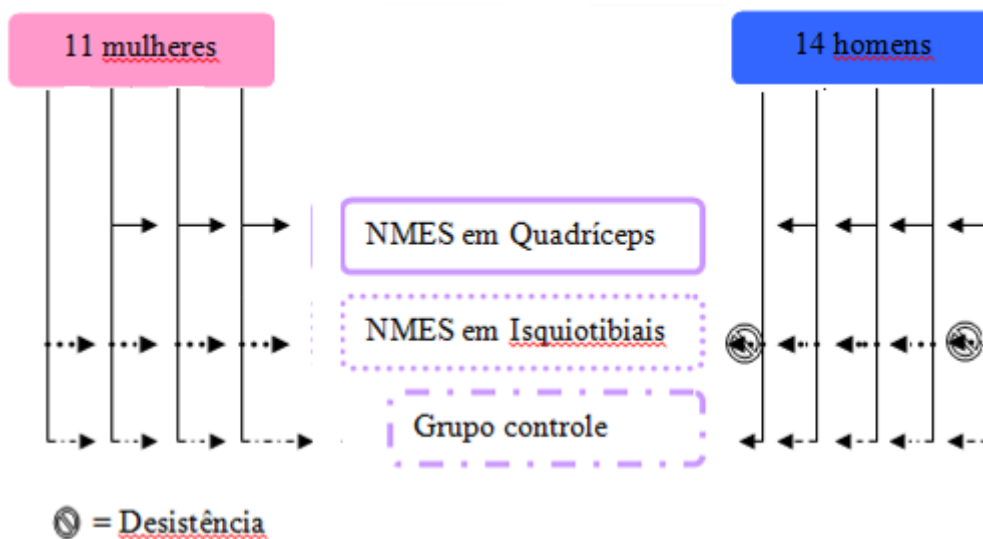 11 mulheres
14 homens
NMES em Quadríceps
NMES em Isquiotibiais
Grupo controle
= Desistência